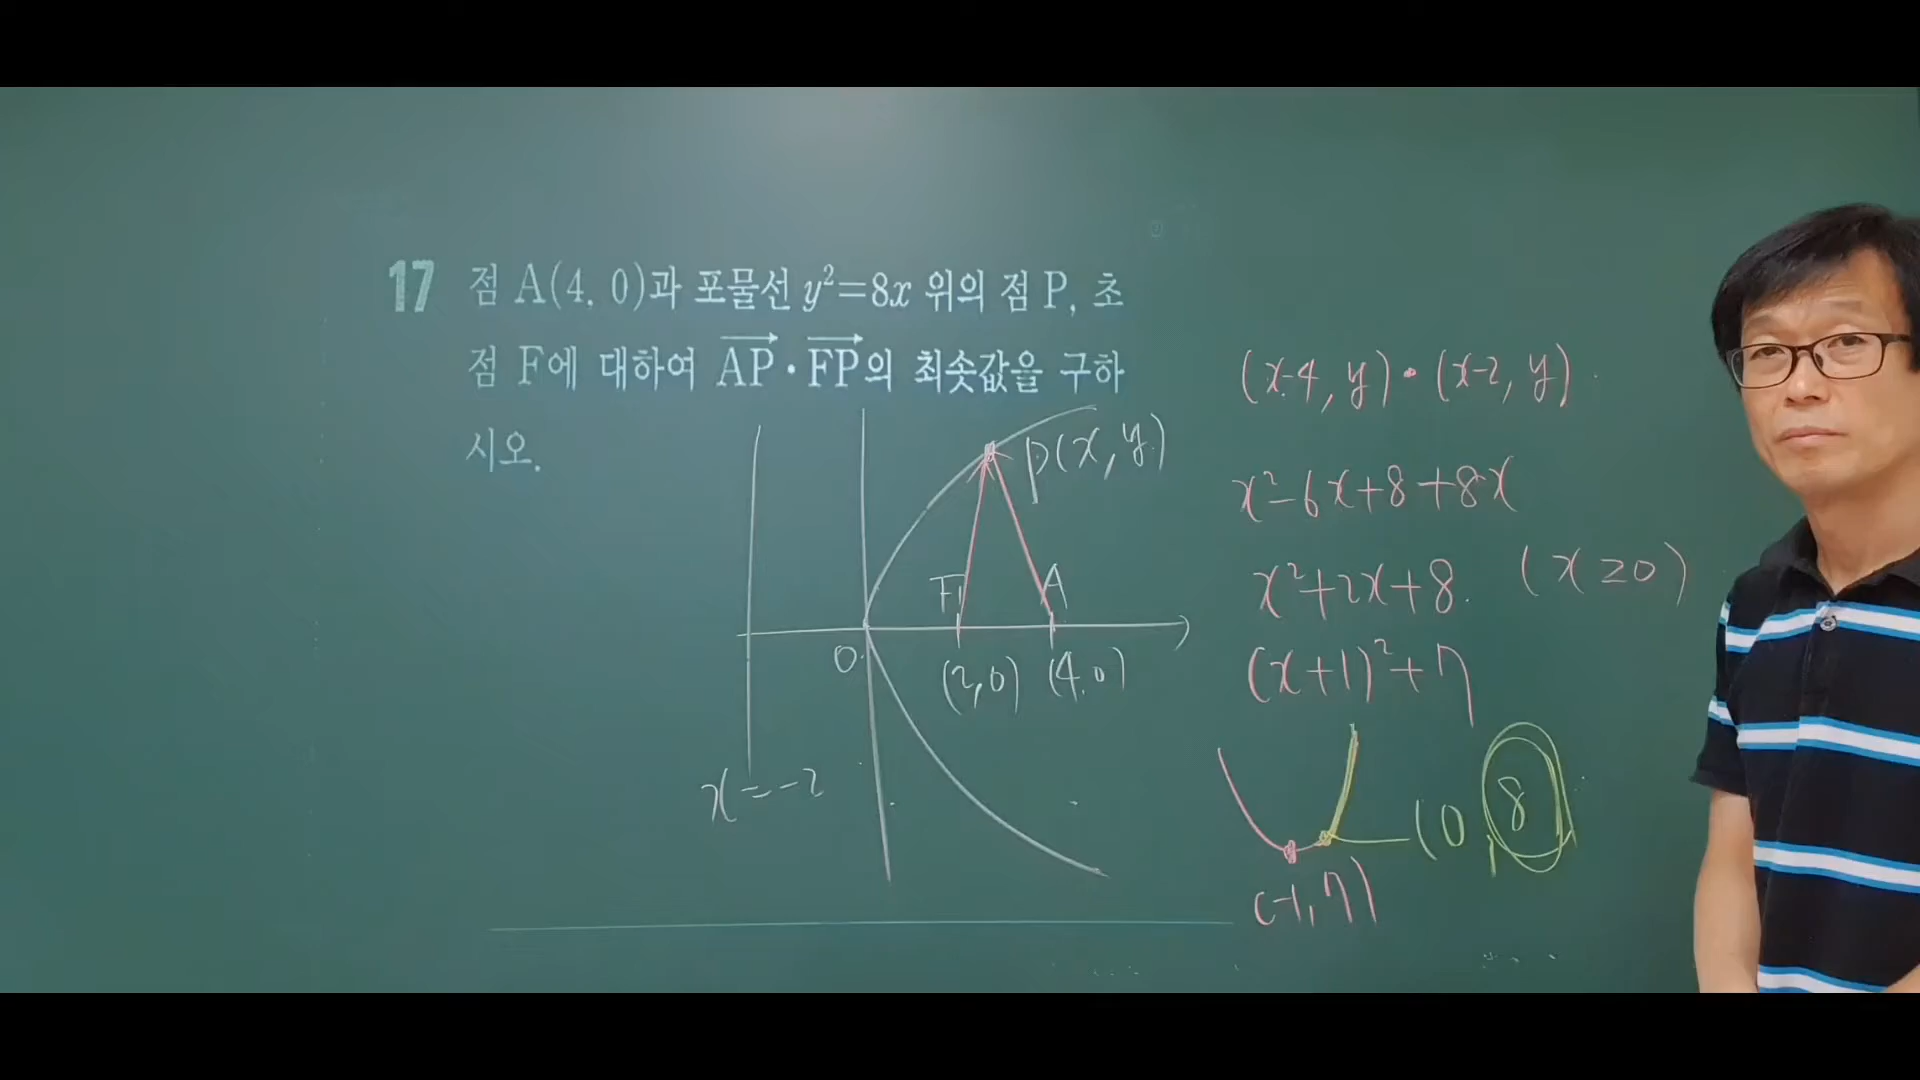 17 점 A(4, 0)과 포물선 y²=8x 위의 점 P, 초
점 F에 대하여 AP·FP의 최솟값을 구하
시오.
P(x, y)
F
A
O
(2,0) (4.0)
x=-2
(x-4, y)•(x-2, y)
x²-6x+8+8x
x²+2x+8. (x≥0)
(x+1)²+7
(0, 8
(-1, 7)